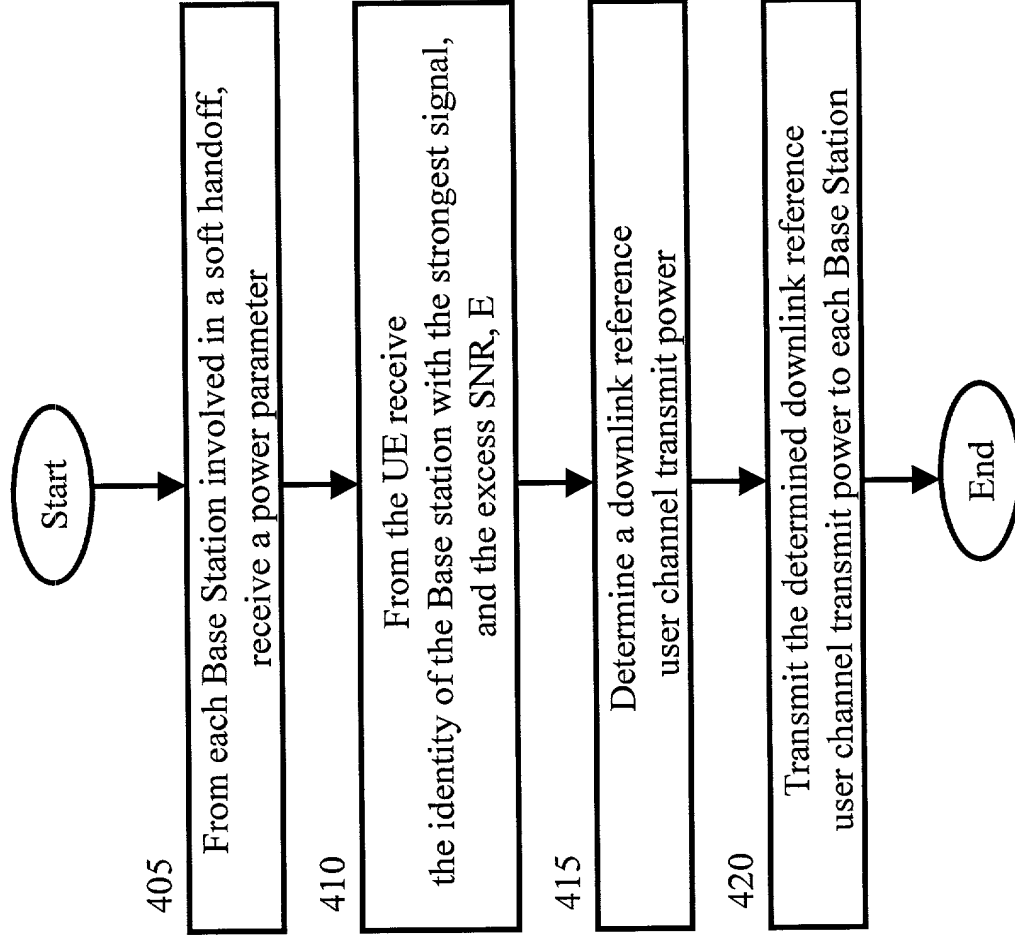 Start
405
From each Base Station involved in a soft handoff,
receive a power parameter
410
From the UE receive
the identity of the Base station with the strongest signal,
and the excess SNR, E
415
Determine a downlink reference
user channel transmit power
420
Transmit the determined downlink reference
user channel transmit power to each Base Station
End